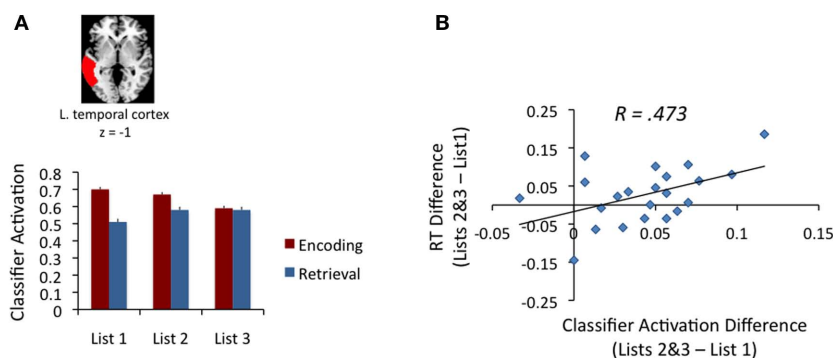 A
L. temporal cortex
z = -1
Classifier Activation
0.8
0.7
0.6
0.5
0.4
0.3
0.2
0.1
0
List 1 List 2 List 3
Encoding
Retrieval
B
R = .473
RT Difference
(Lists 2&3 – List1)
0.25
0.15
0.05
-0.05
-0.15
-0.25
-0.05 0 0.05 0.1 0.15
Classifier Activation Difference
(Lists 2&3 – List 1)